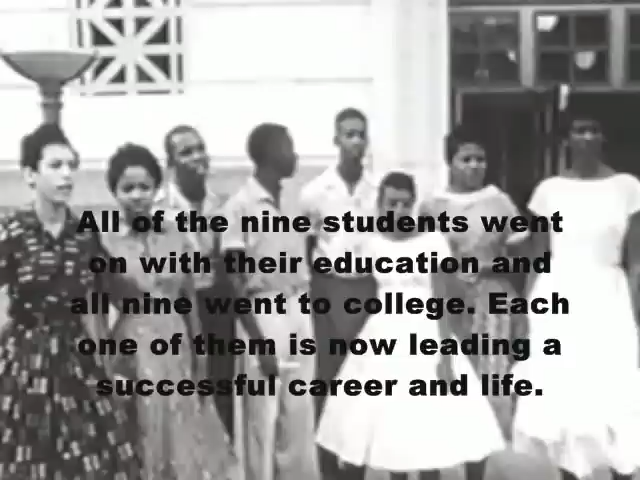 All of the nine students went
on with their education and
all nine went to college. Each
one of them is now leading a
successful career and life.